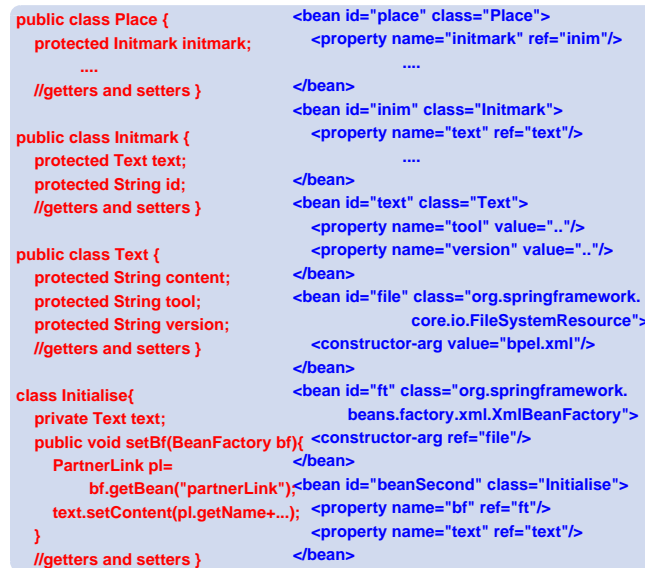 public class Place {
protected Initmark initmark;
....
//getters and setters }
public class Initmark {
protected Text text;
protected String id;
//getters and setters }
public class Text {
protected String content;
protected String tool;
protected String version;
//getters and setters }
class Initialise{
private Text text;
public void setBf(BeanFactory bf){
PartnerLink pl=
bf.getBean("partnerLink");
text.setContent(pl.getName+...);
}
//getters and setters }
<bean id="place" class="Place">
<property name="initmark" ref="inim"/>
....
</bean>
<bean id="inim" class="Initmark">
<property name="text" ref="text"/>
....
</bean>
<bean id="text" class="Text">
<property name="tool" value=".."/>
<property name="version" value=".."/>
</bean>
<bean id="file" class="org.springframework.
core.io.FileSystemResource">
<constructor-arg value="bpel.xml"/>
</bean>
<bean id="ft" class="org.springframework.
beans.factory.xml.XmlBeanFactory">
<constructor-arg ref="file"/>
</bean>
<bean id="beanSecond" class="Initialise">
<property name="bf" ref="ft"/>
<property name="text" ref="text"/>
</bean>